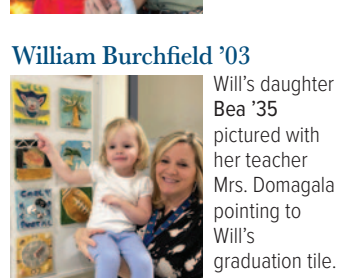 William Burchfield ’03
Will’s daughter
Bea ’35
pictured with
her teacher
Mrs. Domagala
pointing to
Will’s
graduation tile.